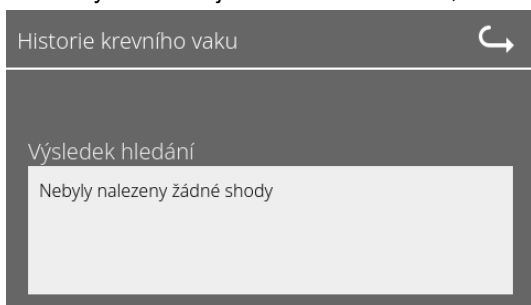 Historie krevního vaku
Výsledek hledání
Nebyly nalezeny žádné shody